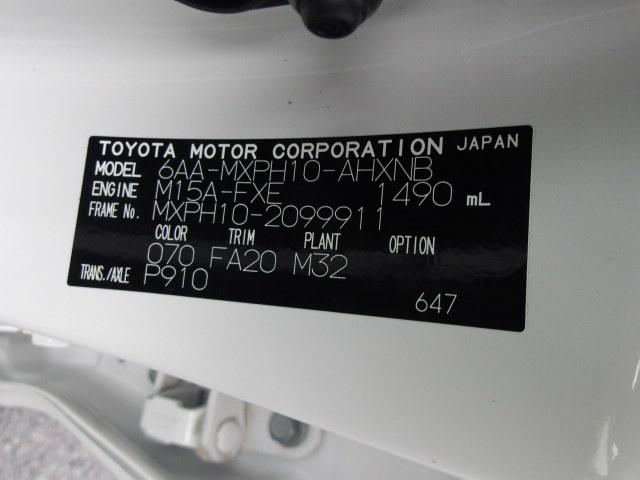 TOYOTA MOTOR CORPORATION JAPAN
MODEL 6AA-MXPH10-AHXNB
ENGINE M15A-FXE 1490 mL
FRAME No. MXPH10-2099911
COLOR TRIM PLANT OPTION
070 FA20 M32
TRANS./AXLE P910
647